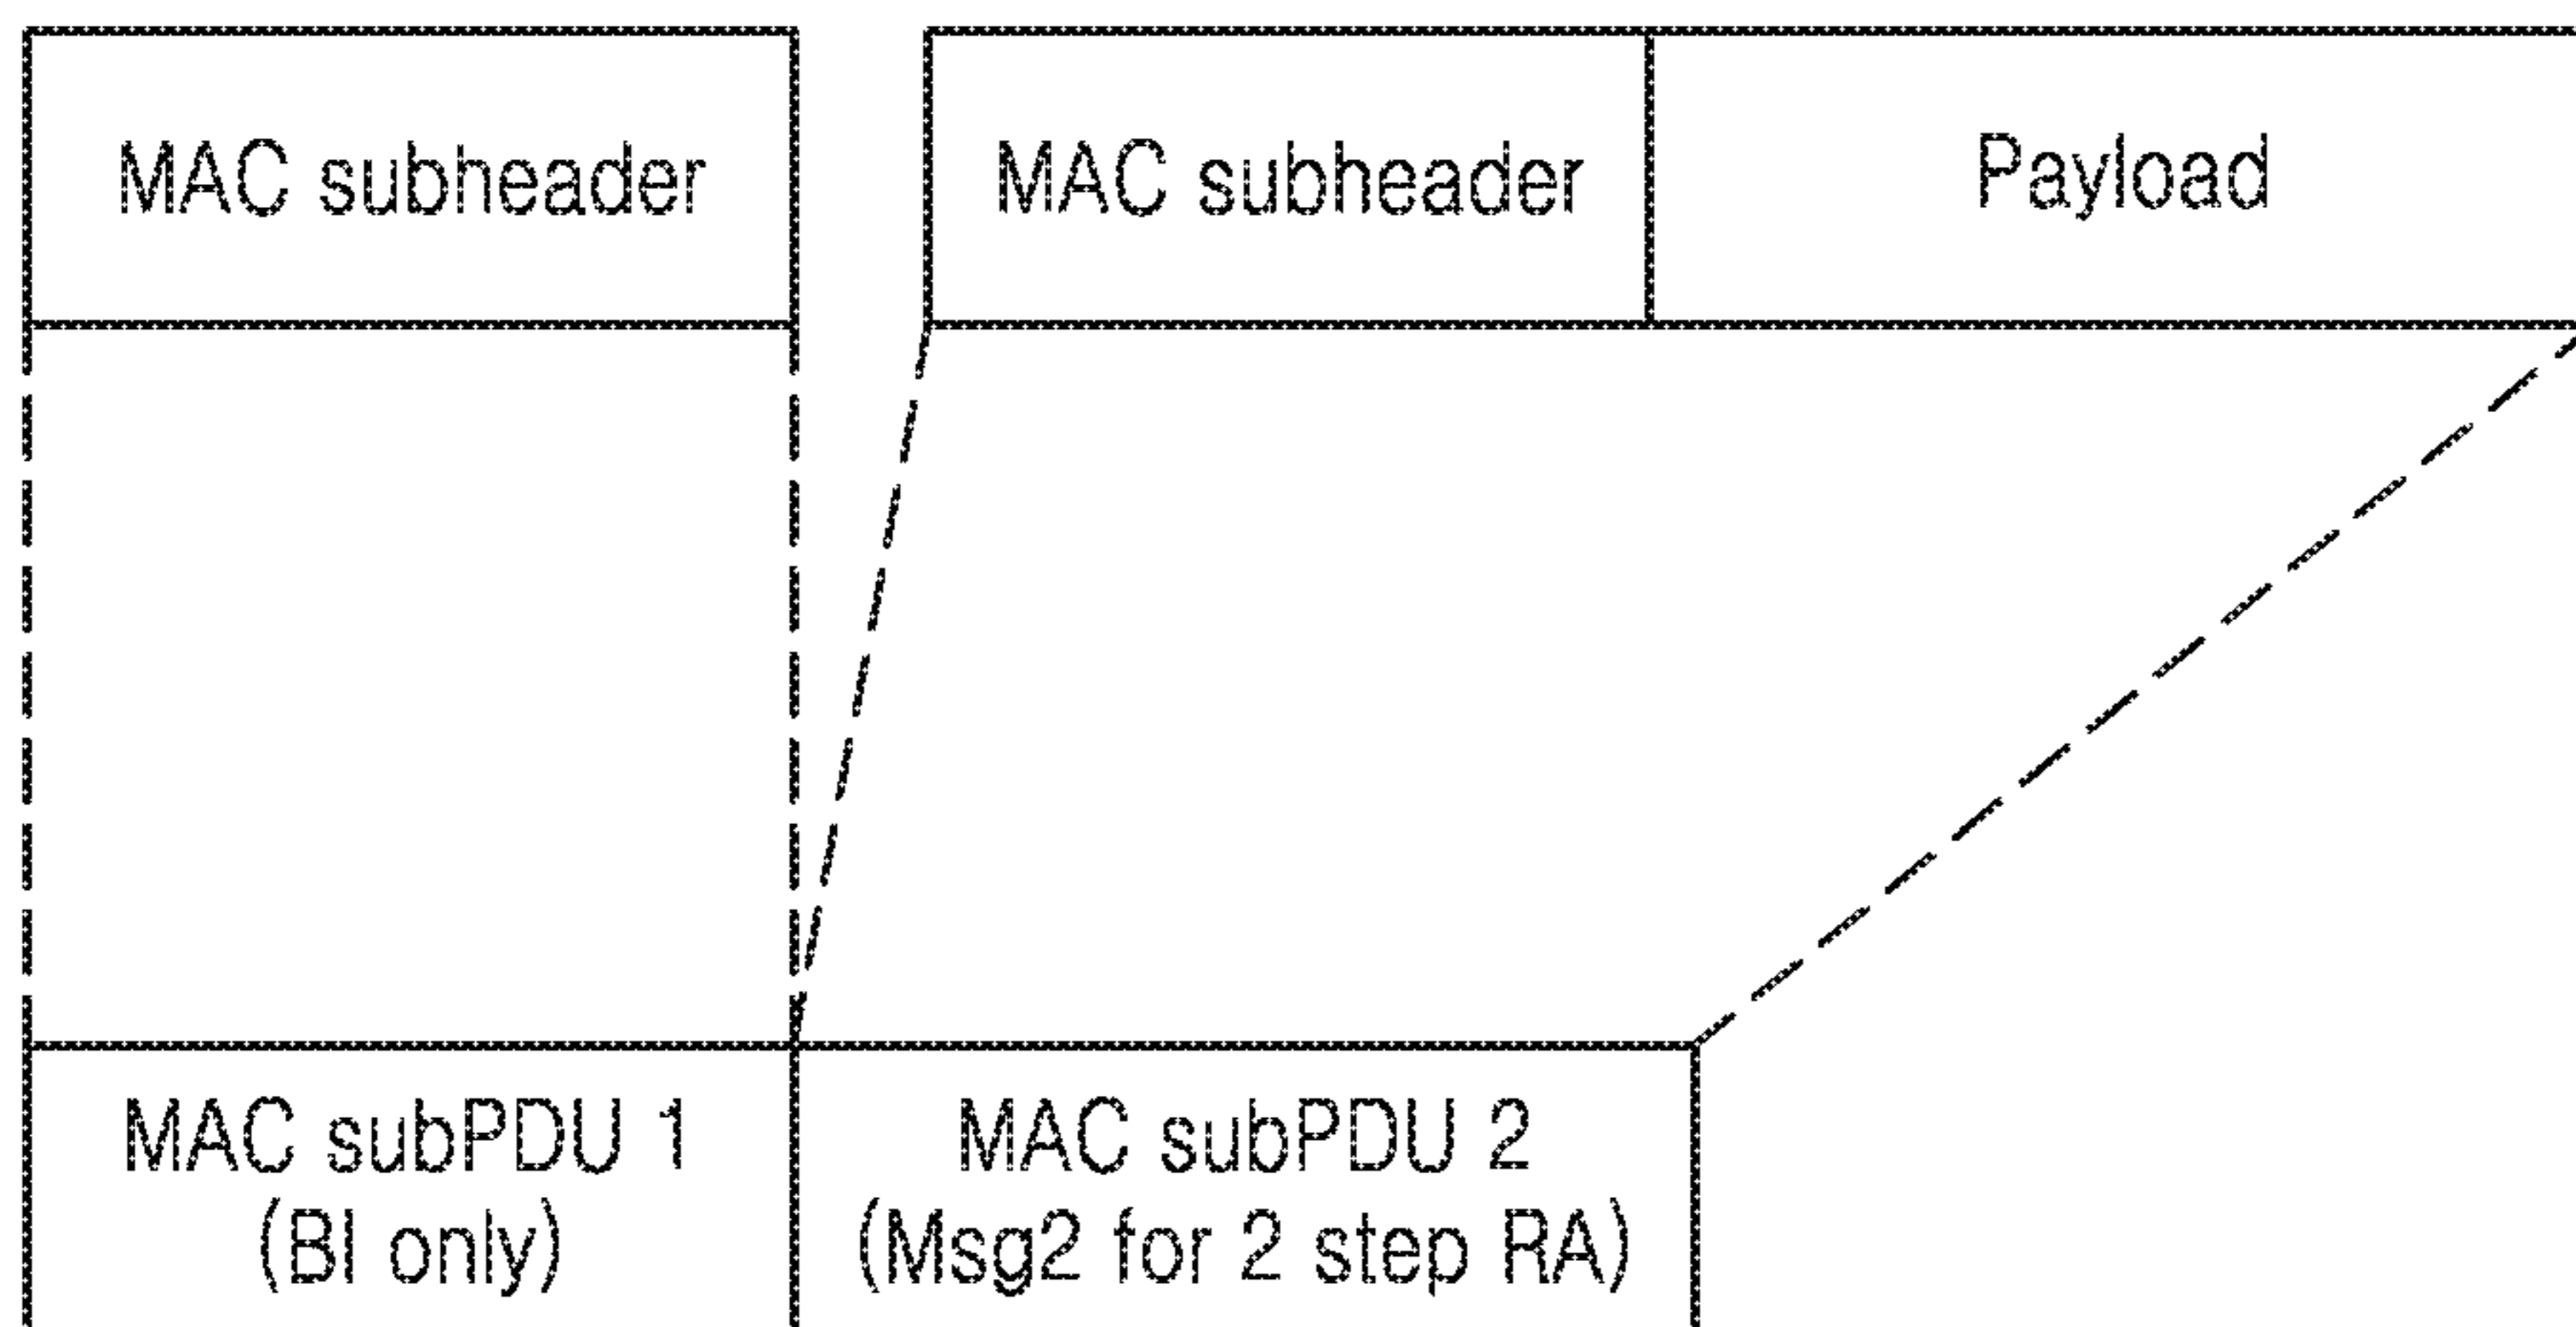 MAC subheader
MAC subheader
Payload
MAC subPDU 1
(BI only)
MAC subPDU 2
(Msg2 for 2 step RA)